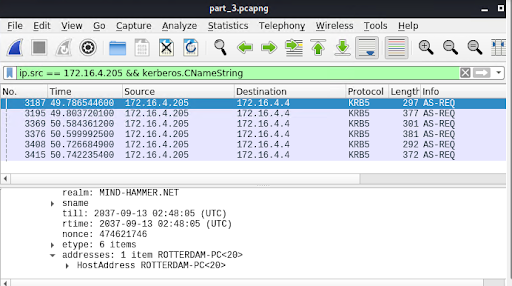 part_3.pcapng
File Edit View Go Capture Analyze Statistics Telephony Wireless Tools Help
ip.src == 172.16.4.205 && kerberos.CNameString
No. Time Source Destination Protocol Length Info
3187 49.786544600 172.16.4.205 172.16.4.4 KRB5 297 AS-REQ
3195 49.803720100 172.16.4.205 172.16.4.4 KRB5 377 AS-REQ
3369 50.584361200 172.16.4.205 172.16.4.4 KRB5 301 AS-REQ
3376 50.599992500 172.16.4.205 172.16.4.4 KRB5 381 AS-REQ
3408 50.726684900 172.16.4.205 172.16.4.4 KRB5 292 AS-REQ
3415 50.742235400 172.16.4.205 172.16.4.4 KRB5 372 AS-REQ
realm: MIND-HAMMER.NET
sname
till: 2037-09-13 02:48:05 (UTC)
rtime: 2037-09-13 02:48:05 (UTC)
nonce: 474621746
etype: 6 items
addresses: 1 item ROTTERDAM-PC<20>
HostAddress ROTTERDAM-PC<20>